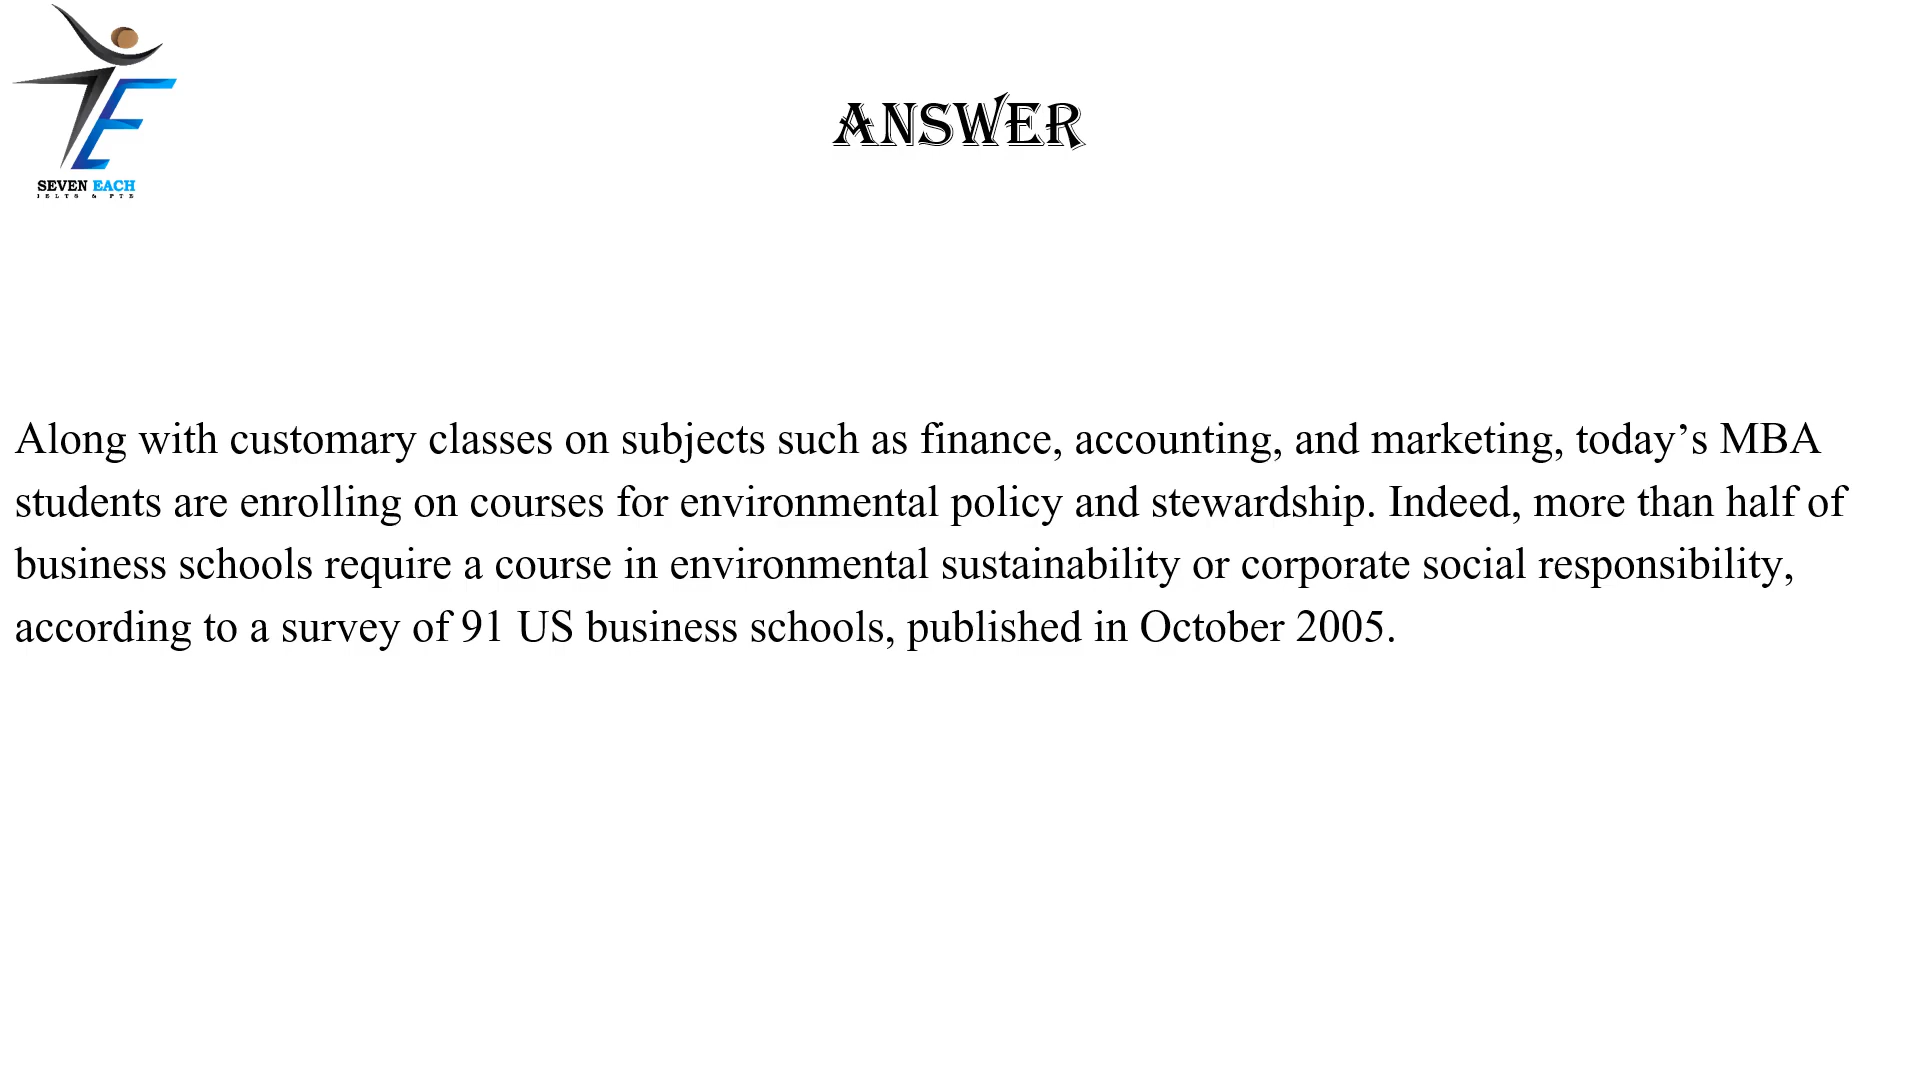 SEVEN EACH
IELTS & PTE
ANSWER
Along with customary classes on subjects such as finance, accounting, and marketing, today’s MBA
students are enrolling on courses for environmental policy and stewardship. Indeed, more than half of
business schools require a course in environmental sustainability or corporate social responsibility,
according to a survey of 91 US business schools, published in October 2005.